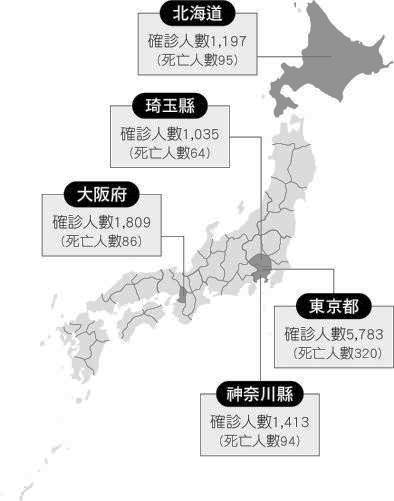 北海道
確診人數1,197
(死亡人數95)
琦玉縣
確診人數1,035
(死亡人數64)
大阪府
確診人數1,809
(死亡人數86)
東京都
確診人數5,783
(死亡人數320)
神奈川縣
確診人數1,413
(死亡人數94)